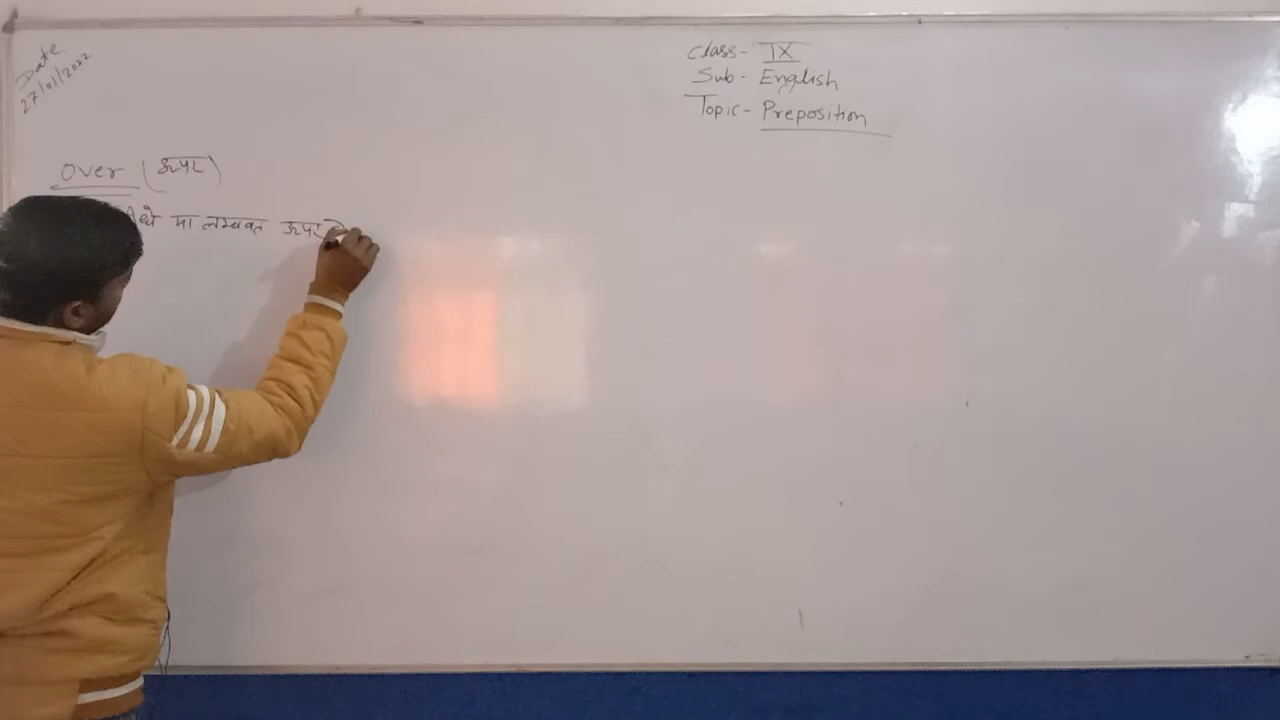 Date
27/01/2022
Class- IX
Sub- English
Topic- Preposition
Over (ऊपर)
या लम्बवत ऊपर